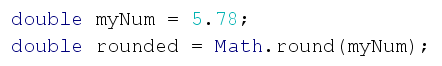 double myNum = 5.78;
double rounded = Math.round(myNum);